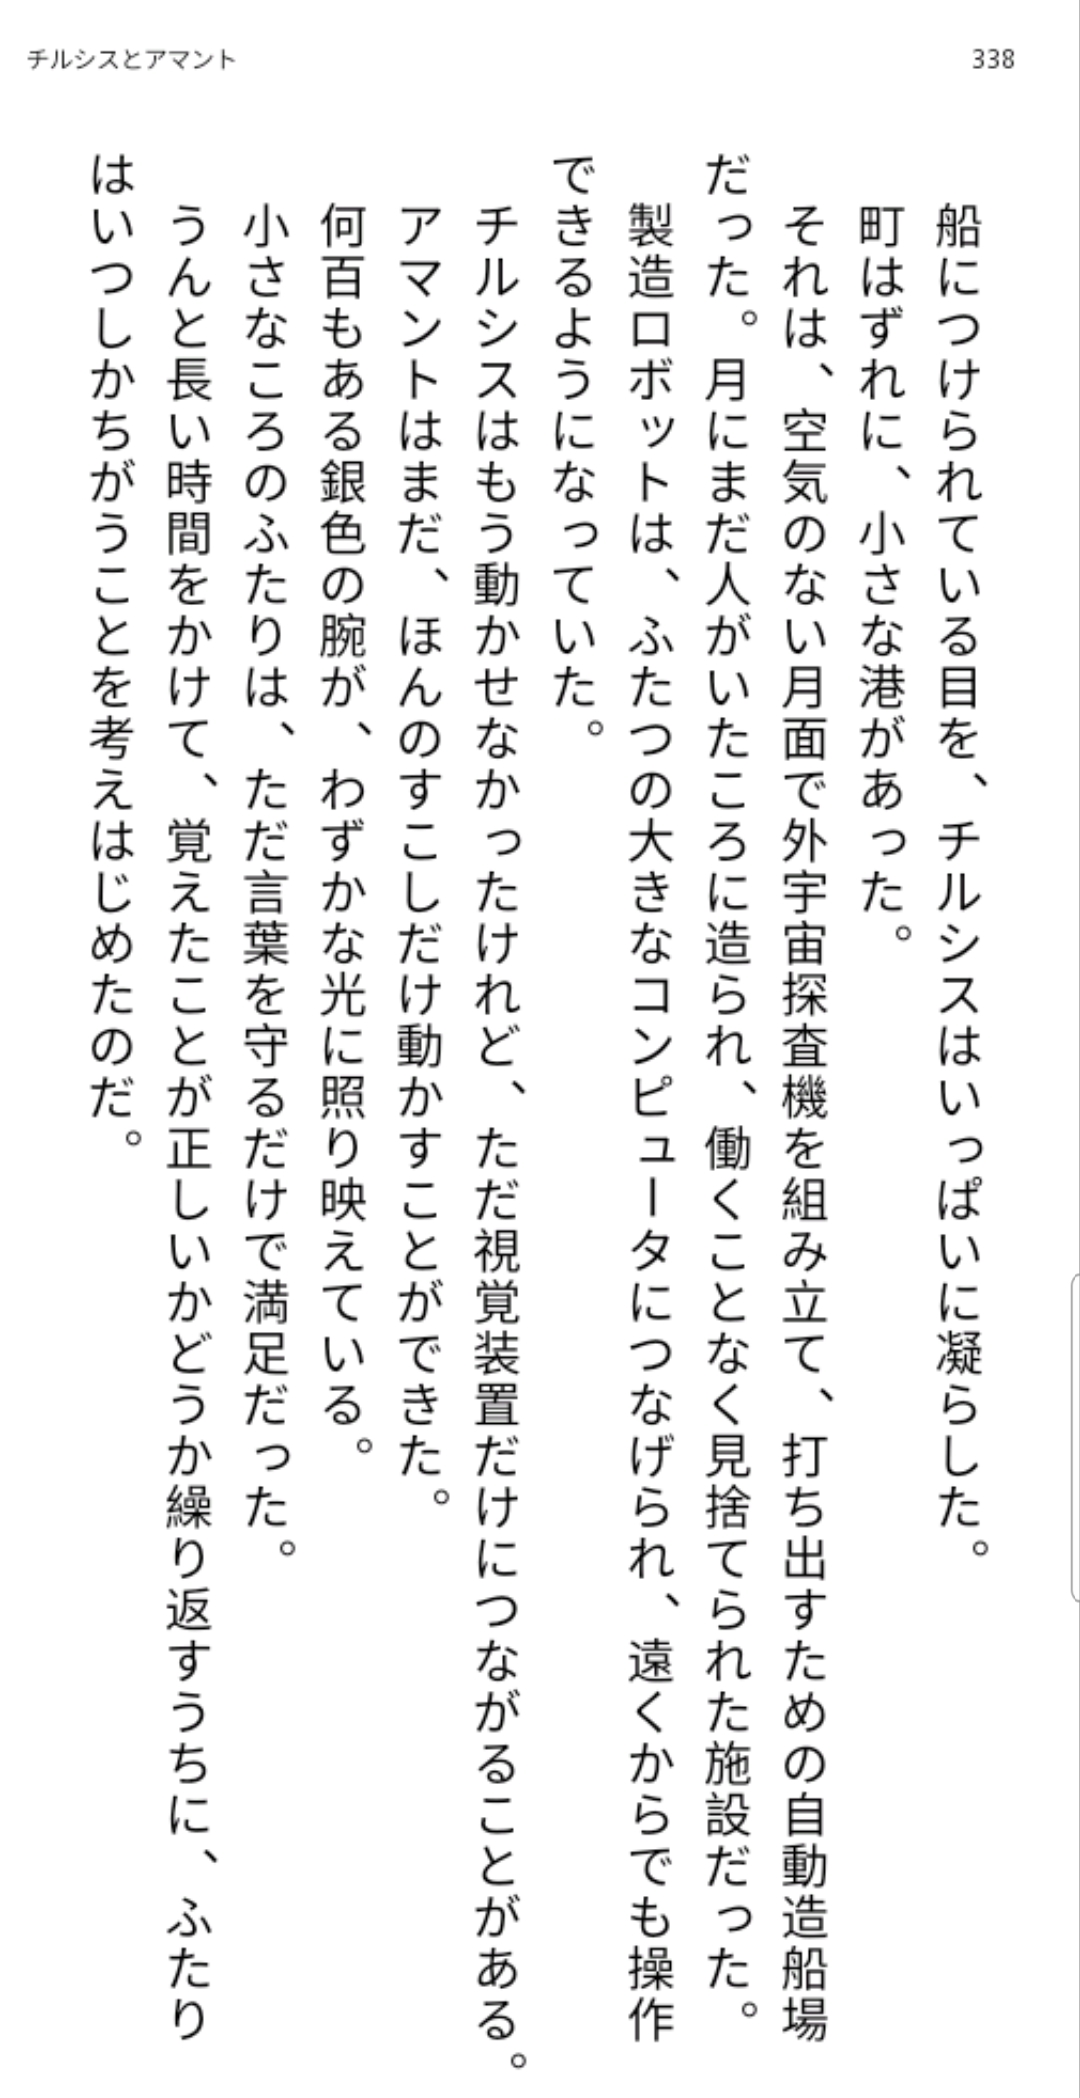 チルシスとアマント
338
船につけられている目を、チルシスはいっぱいに凝らした。
町はずれに、小さな港があった。
それは、空気のない月面で外宇宙探査機を組み立て、打ち出すための自動造船場
だった。月にまだ人がいたころに造られ、働くことなく見捨てられた施設だった。
製造ロボットは、ふたつの大きなコンピュータにつなげられ、遠くからでも操作
できるようになっていた。
チルシスはもう動かせなかったけれど、ただ視覚装置だけにつながることがある。
アマントはまだ、ほんのすこしだけ動かすことができた。
何百もある銀色の腕が、わずかな光に照り映えている。
小さなころのふたりは、ただ言葉を守るだけで満足だった。
うんと長い時間をかけて、覚えたことが正しいかどうか繰り返すうちに、ふたり
はいつしかちがうことを考えはじめたのだ。